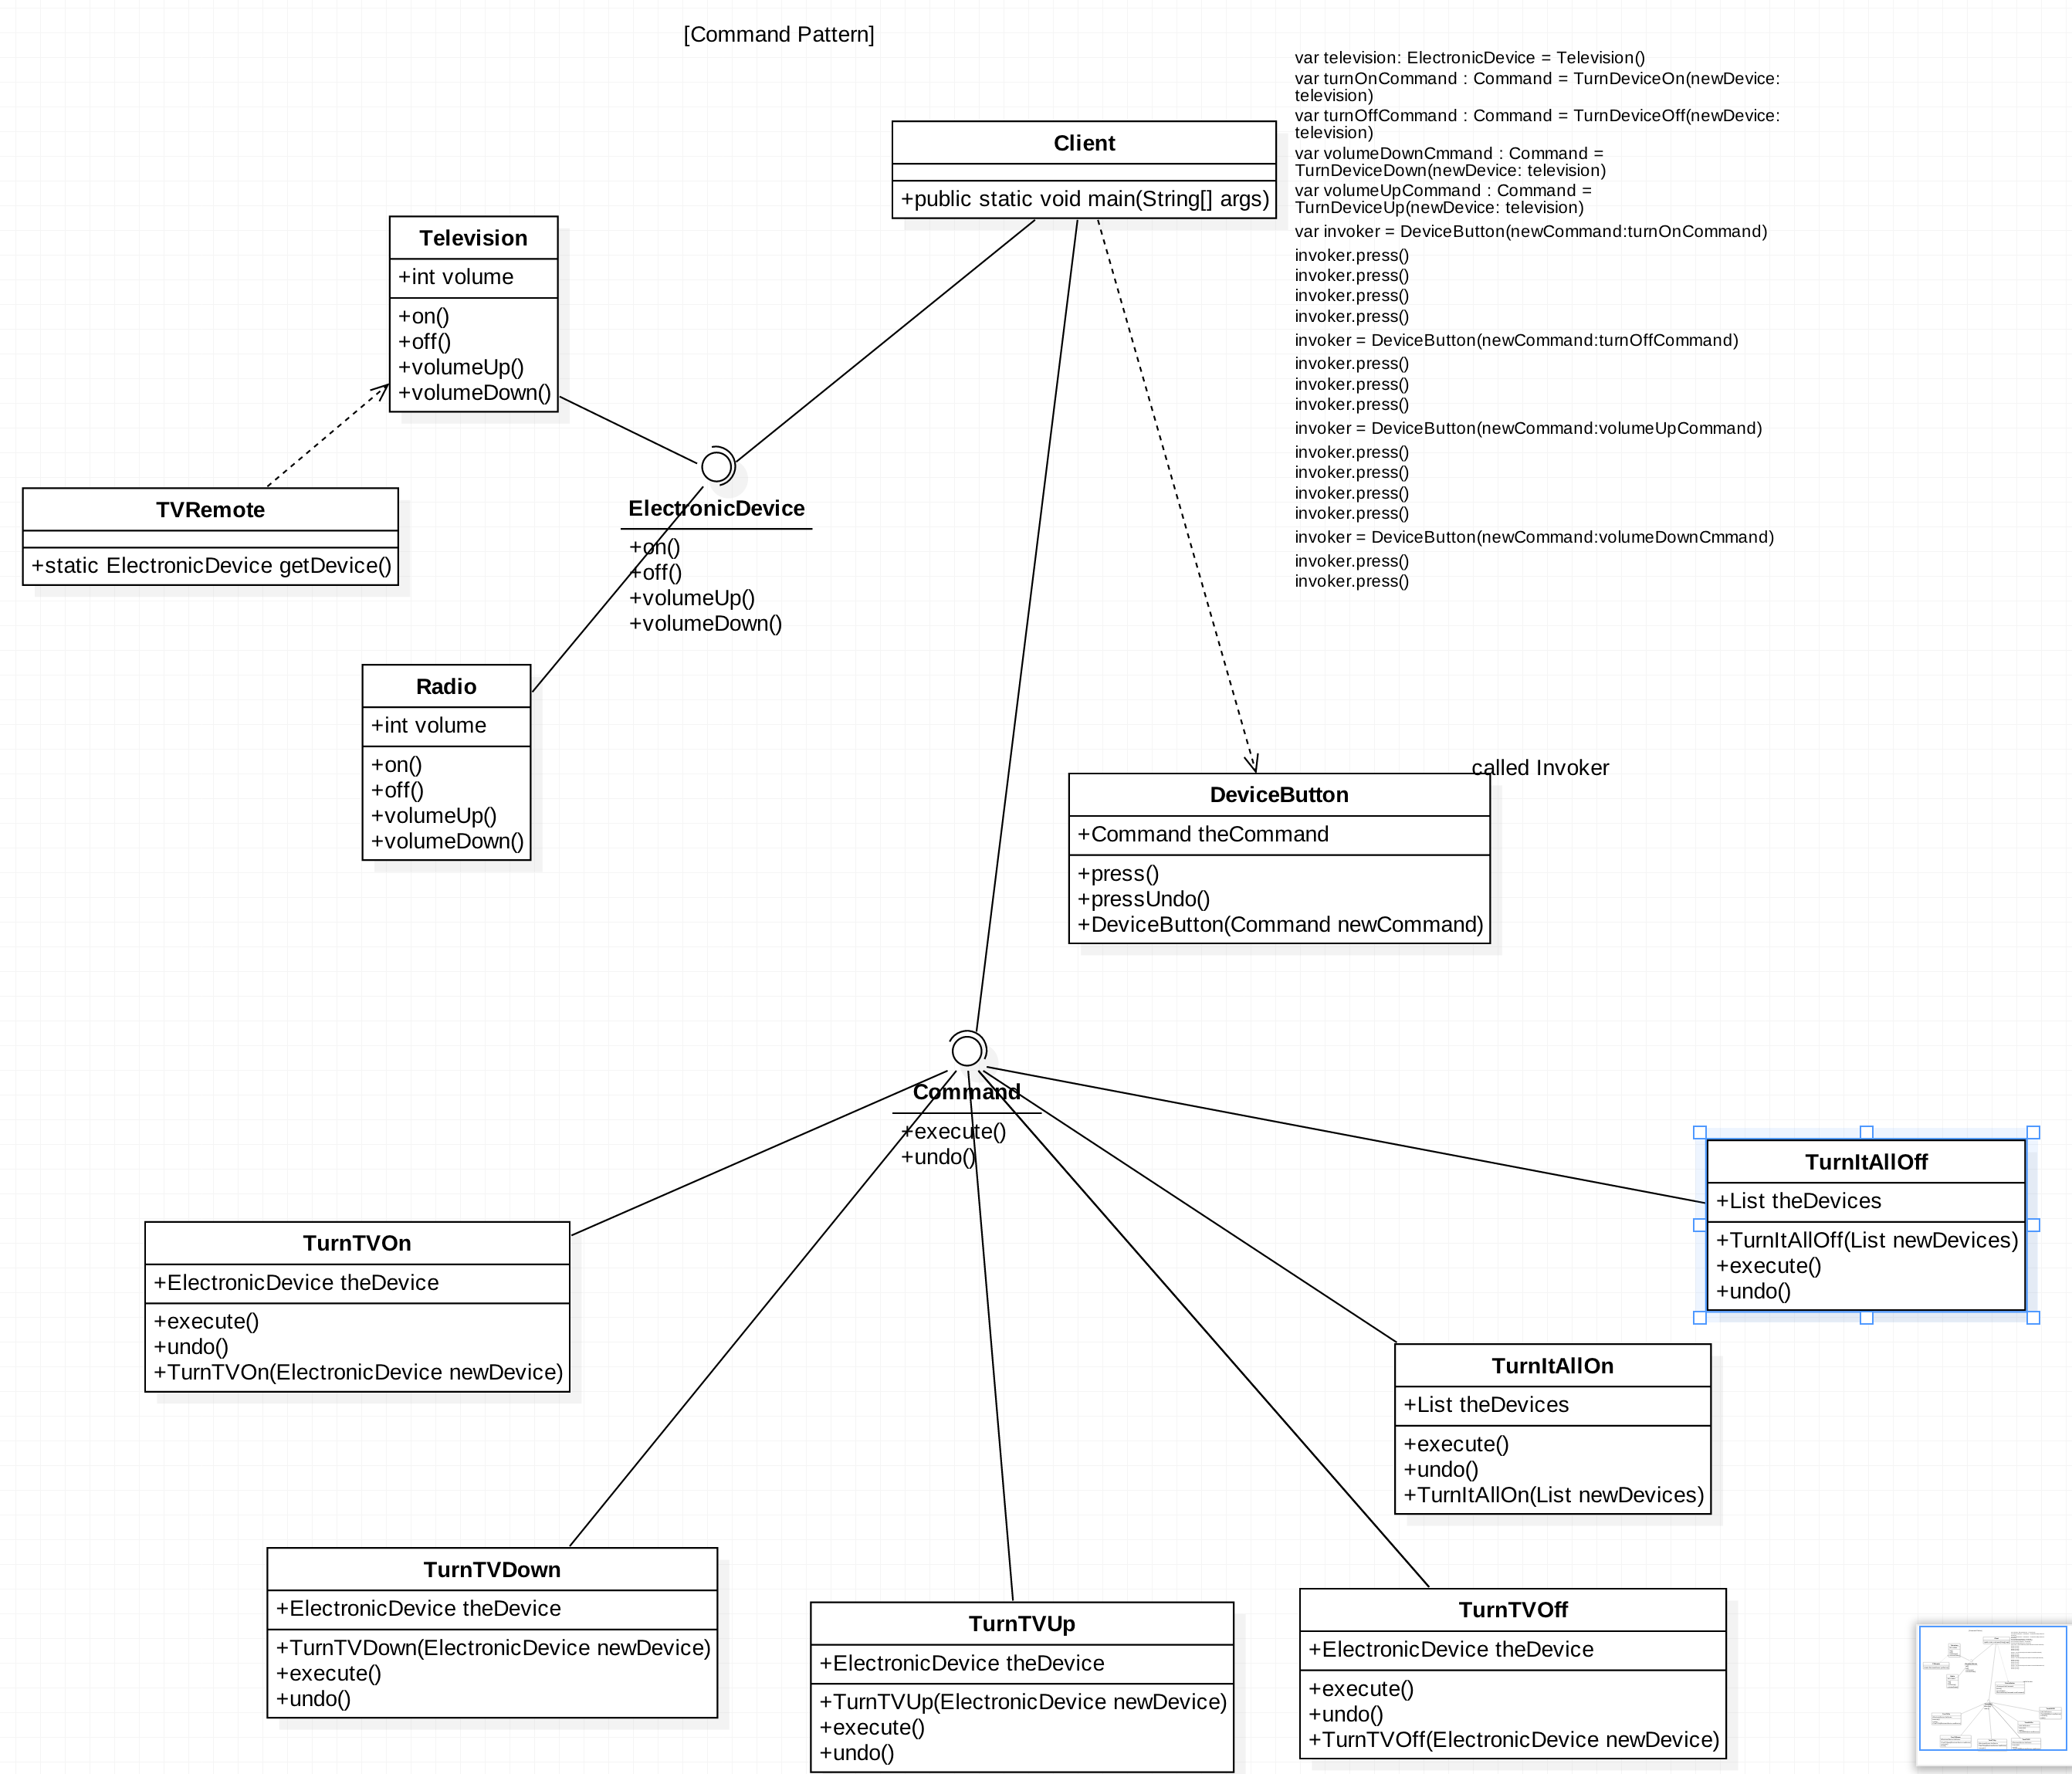 [Command Pattern]
var television: ElectronicDevice = Television()
var turnOnCommand : Command = TurnDeviceOn(newDevice:
television)
var turnOffCommand : Command = TurnDeviceOff(newDevice:
television)
var volumeDownCmmand : Command =
TurnDeviceDown(newDevice: television)
var volumeUpCommand : Command =
TurnDeviceUp(newDevice: television)
var invoker = DeviceButton(newCommand:turnOnCommand)
invoker.press()
invoker.press()
invoker.press()
invoker.press()
invoker = DeviceButton(newCommand:turnOffCommand)
invoker.press()
invoker.press()
invoker.press()
invoker = DeviceButton(newCommand:volumeUpCommand)
invoker.press()
invoker.press()
invoker.press()
invoker.press()
invoker = DeviceButton(newCommand:volumeDownCmmand)
invoker.press()
invoker.press()
Client
+public static void main(String[] args)
Television
+int volume
+on()
+off()
+volumeUp()
+volumeDown()
TVRemote
+static ElectronicDevice getDevice()
ElectronicDevice
+on()
+off()
+volumeUp()
+volumeDown()
Radio
+int volume
+on()
+off()
+volumeUp()
+volumeDown()
called Invoker
DeviceButton
+Command theCommand
+press()
+pressUndo()
+DeviceButton(Command newCommand)
Command
+execute()
+undo()
TurnItAllOff
+List theDevices
+TurnItAllOff(List newDevices)
+execute()
+undo()
TurnTVOn
+ElectronicDevice theDevice
+execute()
+undo()
+TurnTVOn(ElectronicDevice newDevice)
TurnItAllOn
+List theDevices
+execute()
+undo()
+TurnItAllOn(List newDevices)
TurnTVDown
+ElectronicDevice theDevice
+TurnTVDown(ElectronicDevice newDevice)
+execute()
+undo()
TurnTVUp
+ElectronicDevice theDevice
+TurnTVUp(ElectronicDevice newDevice)
+execute()
+undo()
TurnTVOff
+ElectronicDevice theDevice
+execute()
+undo()
+TurnTVOff(ElectronicDevice newDevice)